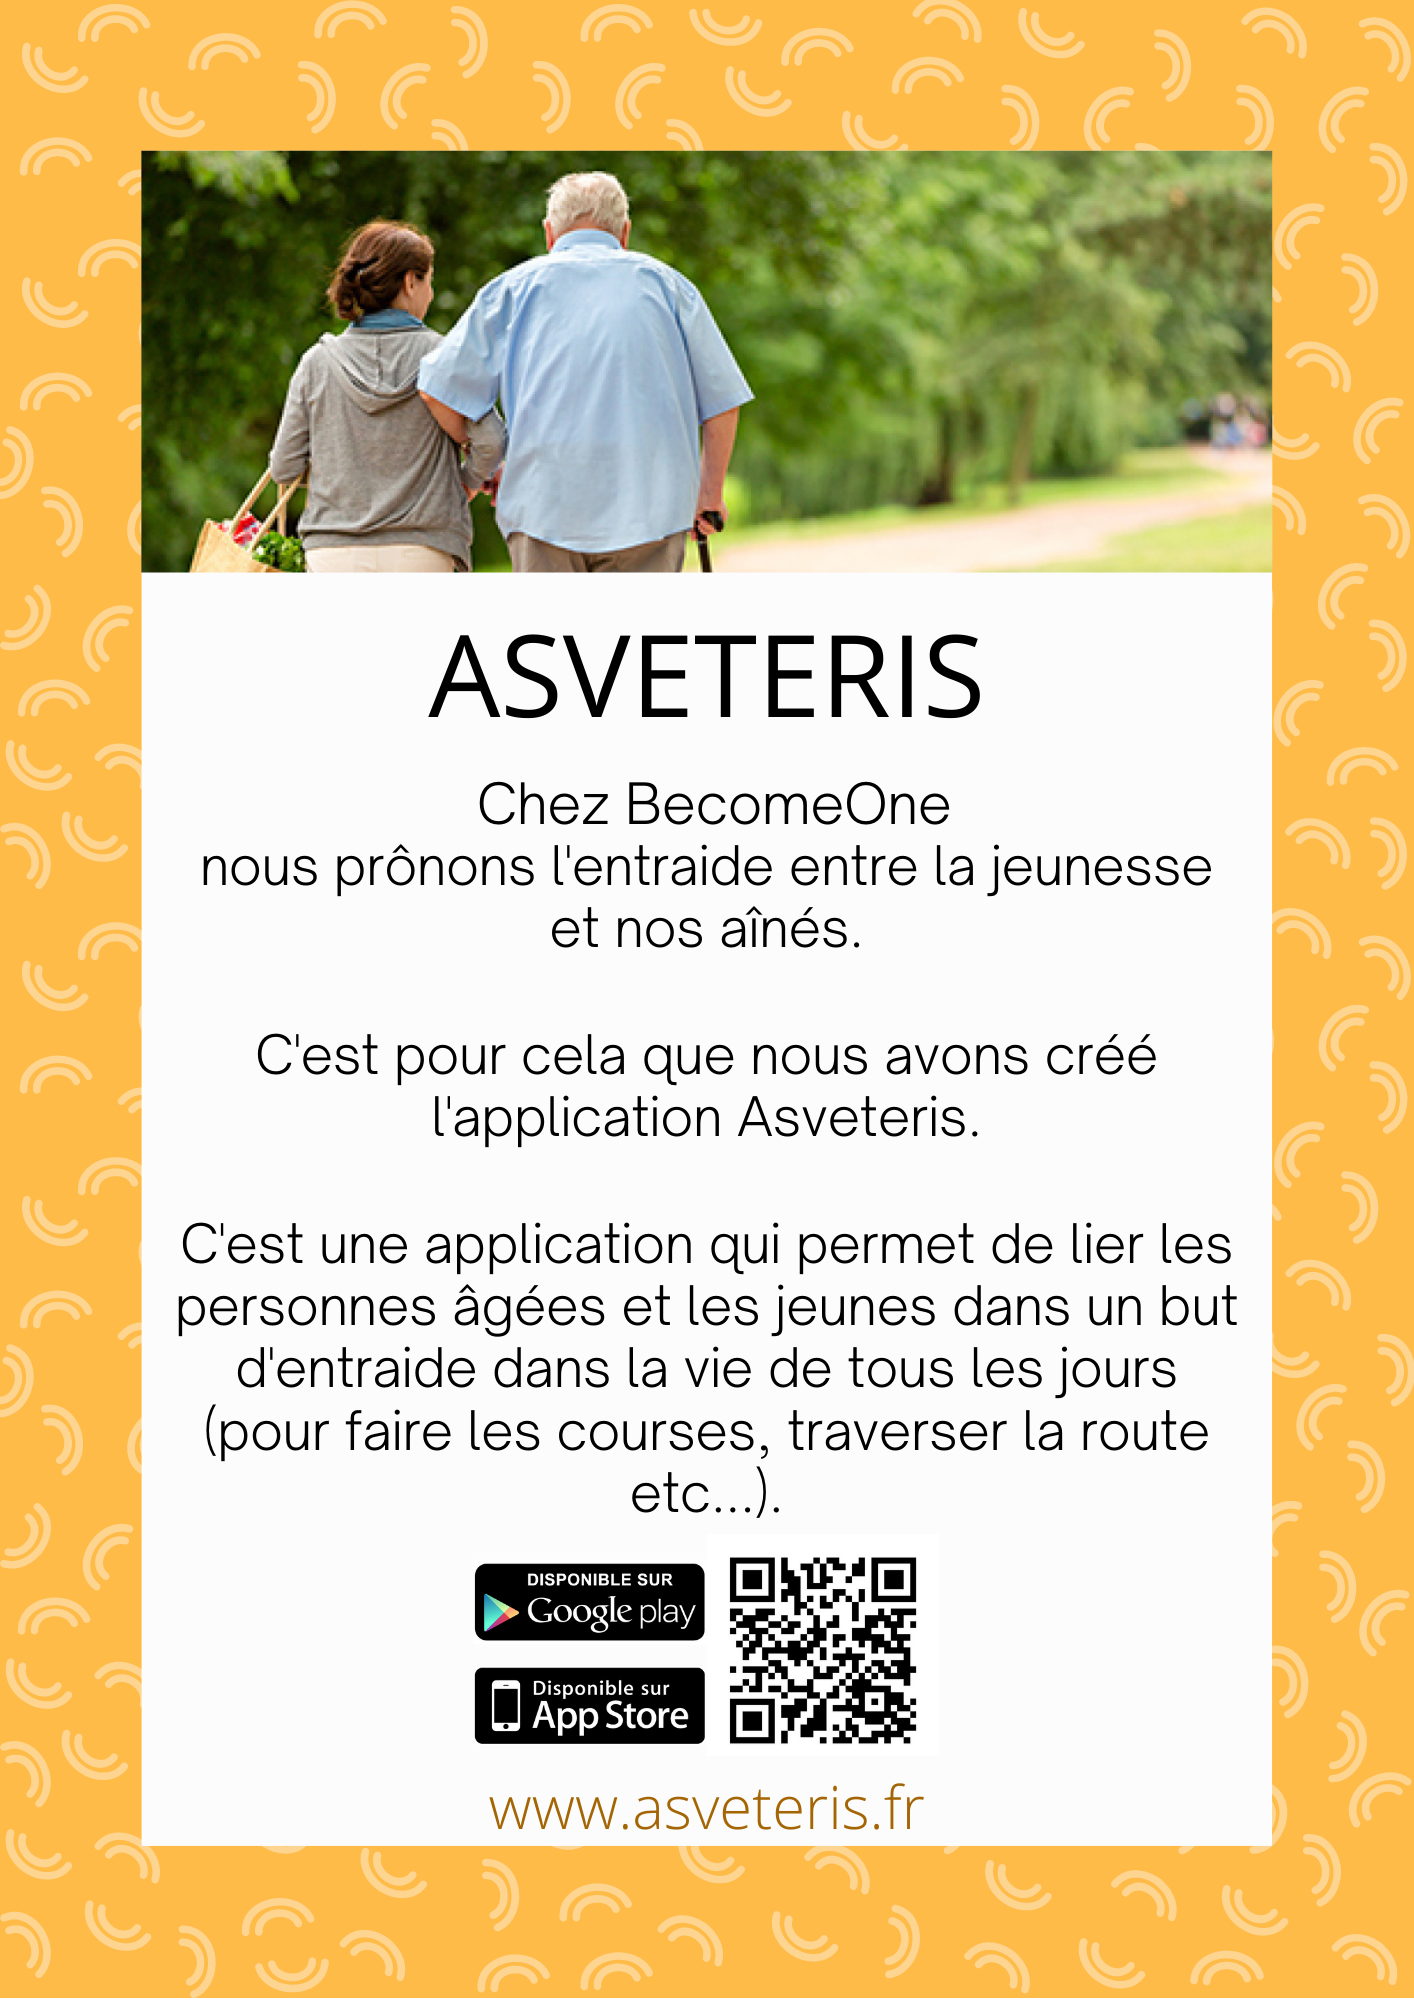 ASVETERIS
Chez BecomeOne
nous prônons l'entraide entre la jeunesse
et nos aînés.
C'est pour cela que nous avons créé
l'application Asveteris.
C'est une application qui permet de lier les
personnes âgées et les jeunes dans un but
d'entraide dans la vie de tous les jours
(pour faire les courses, traverser la route
etc...).
DISPONIBLE SUR
Google play
Disponible sur
App Store
www.asveteris.fr